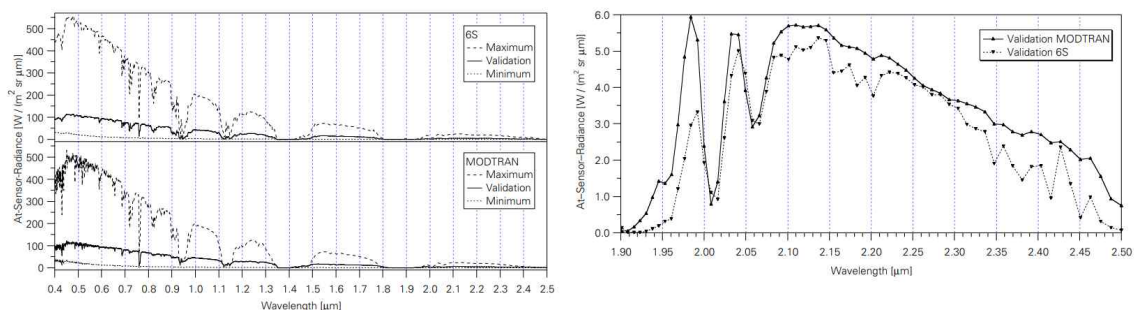 500
400
300
200
100
0
6S
Maximum
Validation
Minimum
At-Sensor-Radiance [W / (m² sr µm)]
500
400
300
200
100
0
MODTRAN
Maximum
Validation
Minimum
0.4 0.5 0.6 0.7 0.8 0.9 1.0 1.1 1.2 1.3 1.4 1.5 1.6 1.7 1.8 1.9 2.0 2.1 2.2 2.3 2.4 2.5
Wavelength [µm]
6.0
5.0
4.0
3.0
2.0
1.0
0.0
At–Sensor–Radiance [W / (m² sr µm)]
Validation MODTRAN
Validation 6S
1.90 1.95 2.00 2.05 2.10 2.15 2.20 2.25 2.30 2.35 2.40 2.45 2.50
Wavelength [µm]